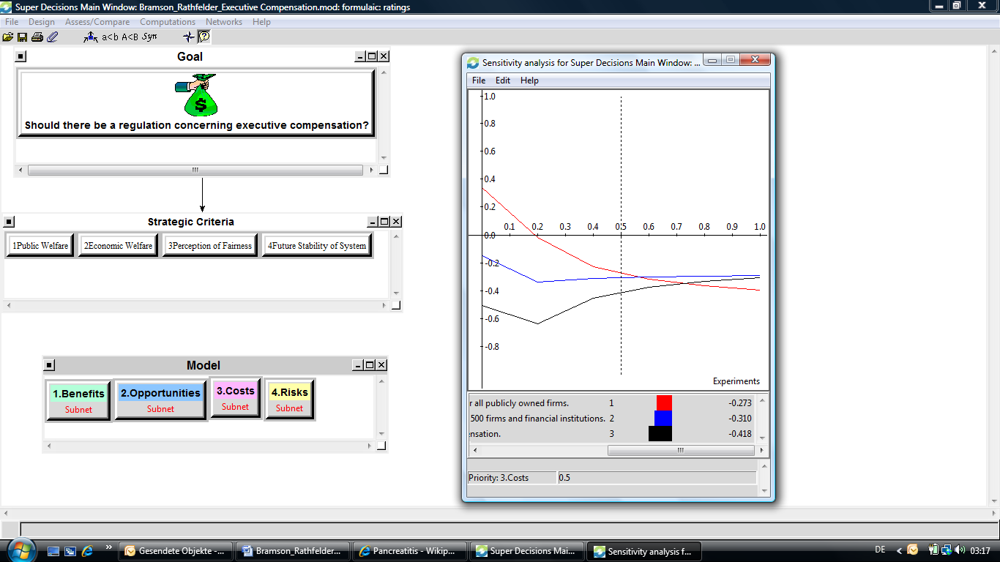 Super Decisions Main Window: Bramson_Rathfelder_Executive Compensation.mod: formulaic: ratings
File Design Assess/Compare Computations Networks Help
a<b A<B Syn
Goal
$
Should there be a regulation concerning executive compensation?
Strategic Criteria
1Public Welfare 2Economic Welfare 3Perception of Fairness 4Future Stability of System
Model
1.Benefits 2.Opportunities 3.Costs 4.Risks
Subnet Subnet Subnet Subnet
Sensitivity analysis for Super Decisions Main Window: ...
File Edit Help
1.0
0.8
0.6
0.4
0.2
0.1 0.2 0.3 0.4 0.5 0.6 0.7 0.8 0.9 1.0
0.0
-0.2
-0.4
-0.6
-0.8
Experiments
r all publicly owned firms. 1 -0.273
500 firms and financial institutions. 2 -0.310
ensation. 3 -0.418
Priority: 3.Costs 0.5
» Gesendete Objekte -... Bramson_Rathfelder... Pancreatitis - Wikip... Super Decisions Mai... Sensitivity analysis f... DE 03:17